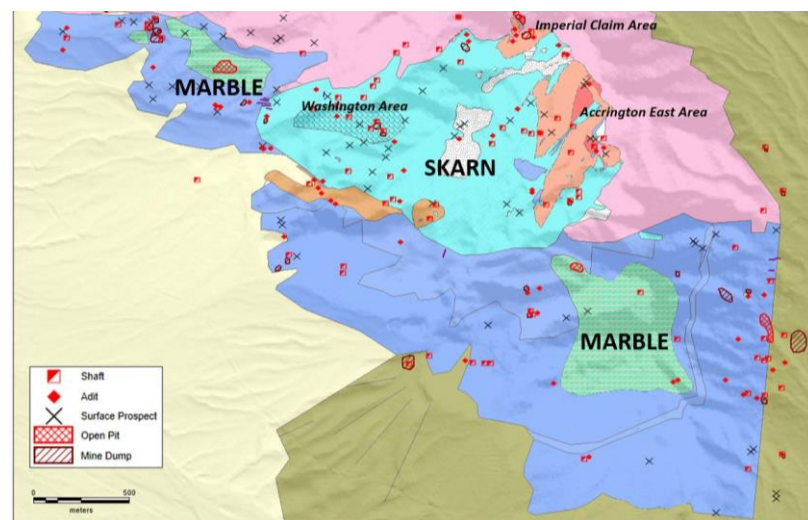 Imperial Claim Area
MARBLE
Washington Area
Accrington East Area
SKARN
MARBLE
Shaft
Adit
Surface Prospect
Open Pit
Mine Dump
0 500
meters